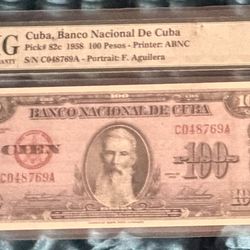 Cuba, Banco Nacional De Cuba
Pick# 82c 1958 100 Pesos - Printer: ABNC
S/N C048769A - Portrait: F. Aguilera
BANCO NACIONAL DE CUBA
100
C048769A
CIEN
100
C048769A